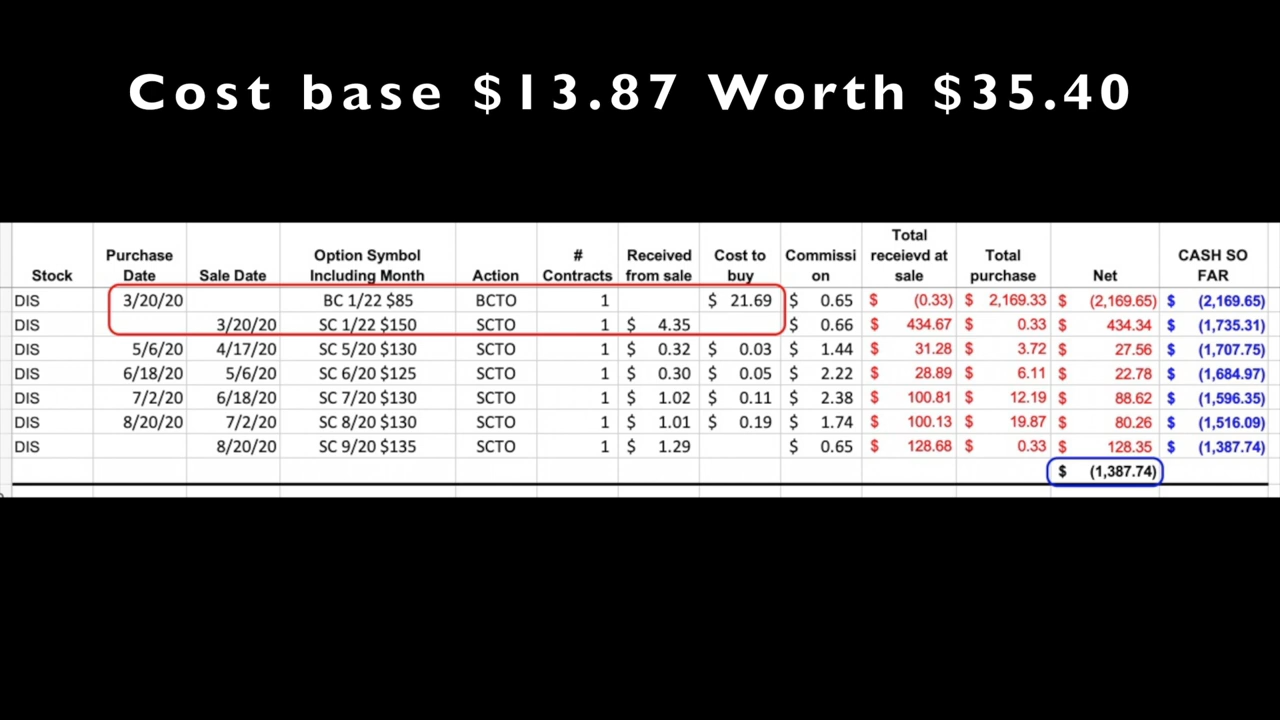 Cost base $13.87 Worth $35.40
Stock Purchase Date Sale Date Option Symbol Including Month Action # Contracts Received from sale Cost to buy Commissi on Total receievd at sale Total purchase Net CASH SO FAR
DIS 3/20/20 BC 1/22 $85 BCTO 1 $ 21.69 $ 0.65 $ (0.33) $ 2,169.33 $ (2,169.65) $ (2,169.65)
DIS 3/20/20 SC 1/22 $150 SCTO 1 $ 4.35 $ 0.66 $ 434.67 $ 0.33 $ 434.34 $ (1,735.31)
DIS 5/6/20 4/17/20 SC 5/20 $130 SCTO 1 $ 0.32 $ 0.03 $ 1.44 $ 31.28 $ 3.72 $ 27.56 $ (1,707.75)
DIS 6/18/20 5/6/20 SC 6/20 $125 SCTO 1 $ 0.30 $ 0.05 $ 2.22 $ 28.89 $ 6.11 $ 22.78 $ (1,684.97)
DIS 7/2/20 6/18/20 SC 7/20 $130 SCTO 1 $ 1.02 $ 0.11 $ 2.38 $ 100.81 $ 12.19 $ 88.62 $ (1,596.35)
DIS 8/20/20 7/2/20 SC 8/20 $130 SCTO 1 $ 1.01 $ 0.19 $ 1.74 $ 100.13 $ 19.87 $ 80.26 $ (1,516.09)
DIS 8/20/20 SC 9/20 $135 SCTO 1 $ 1.29 $ 0.65 $ 128.68 $ 0.33 $ 128.35 $ (1,387.74)
$ (1,387.74)